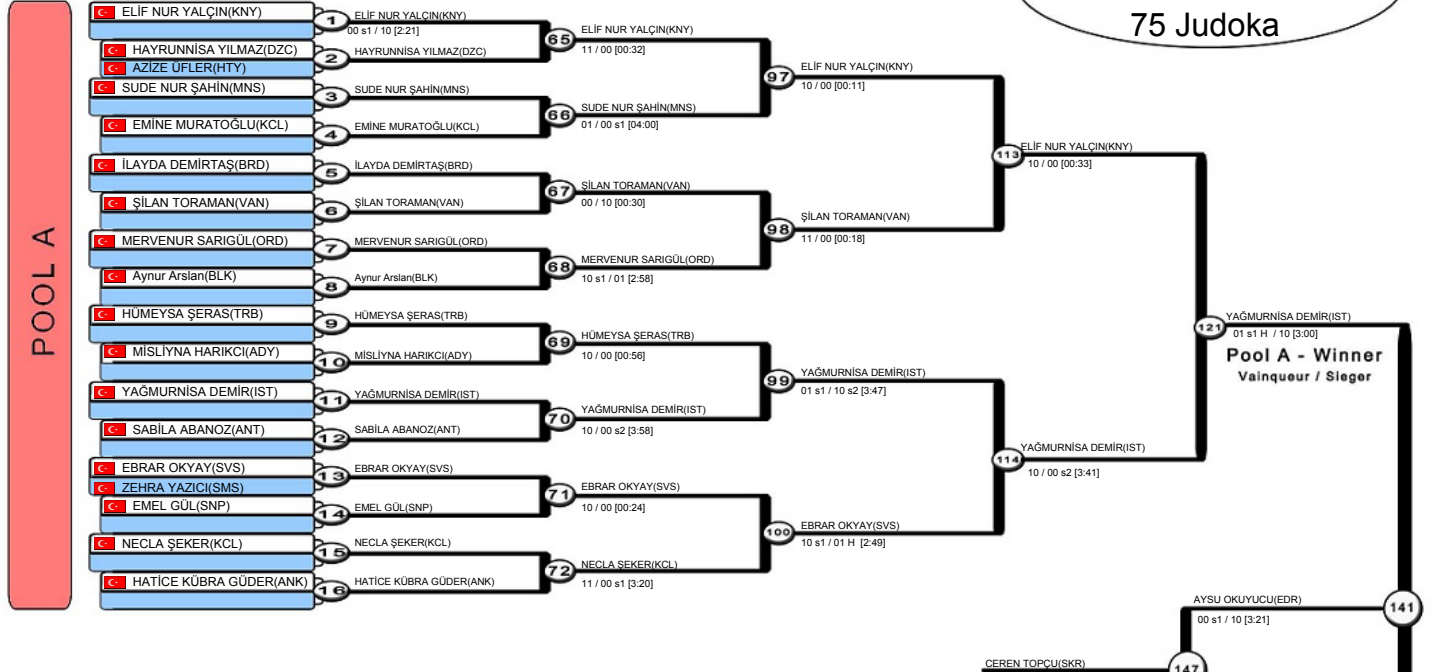 75 Judoka
POOL A
ELİF NUR YALÇIN(KNY)
HAYRUNNİSA YILMAZ(DZC)
AZİZE ÜFLER(HTY)
SUDE NUR ŞAHİN(MNS)
EMİNE MURATOĞLU(KCL)
İLAYDA DEMİRTAŞ(BRD)
ŞİLAN TORAMAN(VAN)
MERVENUR SARIGÜL(ORD)
Aynur Arslan(BLK)
HÜMEYSA ŞERAS(TRB)
MİSLİYNA HARIKCI(ADY)
YAĞMURNİSA DEMİR(IST)
SABİLA ABANOZ(ANT)
EBRAR OKYAY(SVS)
ZEHRA YAZICI(SMS)
EMEL GÜL(SNP)
NECLA ŞEKER(KCL)
HATİCE KÜBRA GÜDER(ANK)
1 ELİF NUR YALÇIN(KNY)
00 s1 / 10 [2:21]
2 HAYRUNNİSA YILMAZ(DZC)
3 SUDE NUR ŞAHİN(MNS)
4 EMİNE MURATOĞLU(KCL)
5 İLAYDA DEMİRTAŞ(BRD)
6 ŞİLAN TORAMAN(VAN)
7 MERVENUR SARIGÜL(ORD)
8 Aynur Arslan(BLK)
9 HÜMEYSA ŞERAS(TRB)
10 MİSLİYNA HARIKCI(ADY)
11 YAĞMURNİSA DEMİR(IST)
12 SABİLA ABANOZ(ANT)
13 EBRAR OKYAY(SVS)
14 EMEL GÜL(SNP)
15 NECLA ŞEKER(KCL)
16 HATİCE KÜBRA GÜDER(ANK)
65 ELİF NUR YALÇIN(KNY)
11 / 00 [00:32]
66 SUDE NUR ŞAHİN(MNS)
01 / 00 s1 [04:00]
67 ŞİLAN TORAMAN(VAN)
00 / 10 [00:30]
68 MERVENUR SARIGÜL(ORD)
10 s1 / 01 [2:58]
69 HÜMEYSA ŞERAS(TRB)
10 / 00 [00:56]
70 YAĞMURNİSA DEMİR(IST)
10 / 00 s2 [3:58]
71 EBRAR OKYAY(SVS)
10 / 00 [00:24]
72 NECLA ŞEKER(KCL)
11 / 00 s1 [3:20]
97 ELİF NUR YALÇIN(KNY)
10 / 00 [00:11]
98 ŞİLAN TORAMAN(VAN)
11 / 00 [00:18]
99 YAĞMURNİSA DEMİR(IST)
01 s1 / 10 s2 [3:47]
100 EBRAR OKYAY(SVS)
10 s1 / 01 H [2:49]
113 ELİF NUR YALÇIN(KNY)
10 / 00 [00:33]
114 YAĞMURNİSA DEMİR(IST)
10 / 00 s2 [3:41]
121 YAĞMURNİSA DEMİR(IST)
01 s1 H / 10 [3:00]
Pool A - Winner
Vainqueur / Sieger
AYSU OKUYUCU(EDR)
141
00 s1 / 10 [3:21]
CEREN TOPÇU(SKR)
147